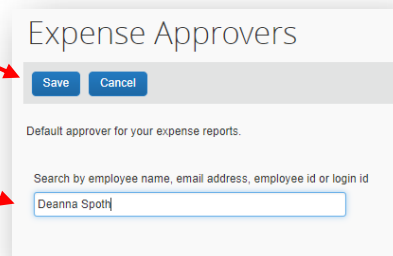 Expense Approvers
Save Cancel
Default approver for your expense reports.
Search by employee name, email address, employee id or login id
Deanna Spoth